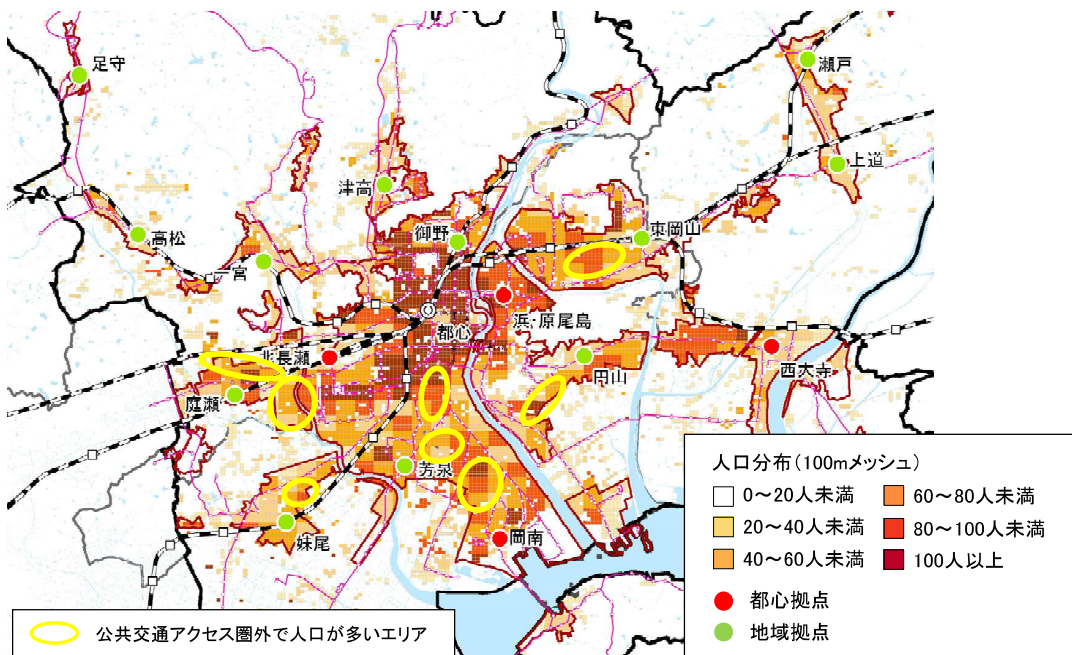 足守
瀬戸
上道
津高
御野
東岡山
高松
一宮
浜・原尾島
都心
北長瀬
円山
西大寺
庭瀬
芳泉
妹尾
岡南
人口分布(100mメッシュ)
0~20人未満
60~80人未満
20~40人未満
80~100人未満
40~60人未満
100人以上
都心拠点
地域拠点
公共交通アクセス圏外で人口が多いエリア